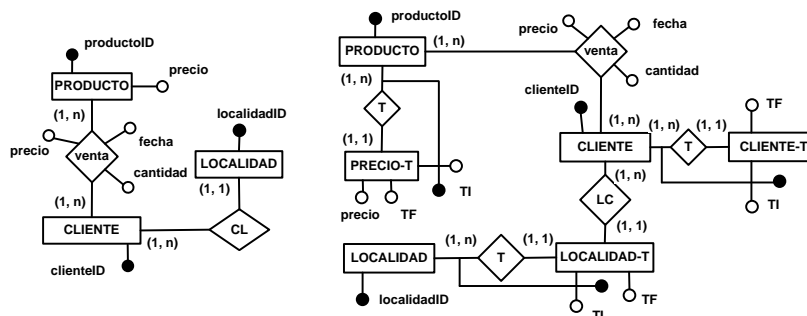 productoID
PRODUCTO
precio
(1, n)
precio
fecha
venta
cantidad
(1, n)
CLIENTE
(1, n)
clienteID
localidadID
LOCALIDAD
(1, 1)
CL
productoID
PRODUCTO
(1, n)
precio
fecha
venta
cantidad
(1, n)
T
(1, 1)
PRECIO-T
precio
TF
TI
clienteID
(1, n)
CLIENTE
(1, n)
T
(1, 1)
TF
CLIENTE-T
TI
(1, n)
LC
(1, 1)
LOCALIDAD
(1, n)
T
(1, 1)
LOCALIDAD-T
localidadID
TI
TF